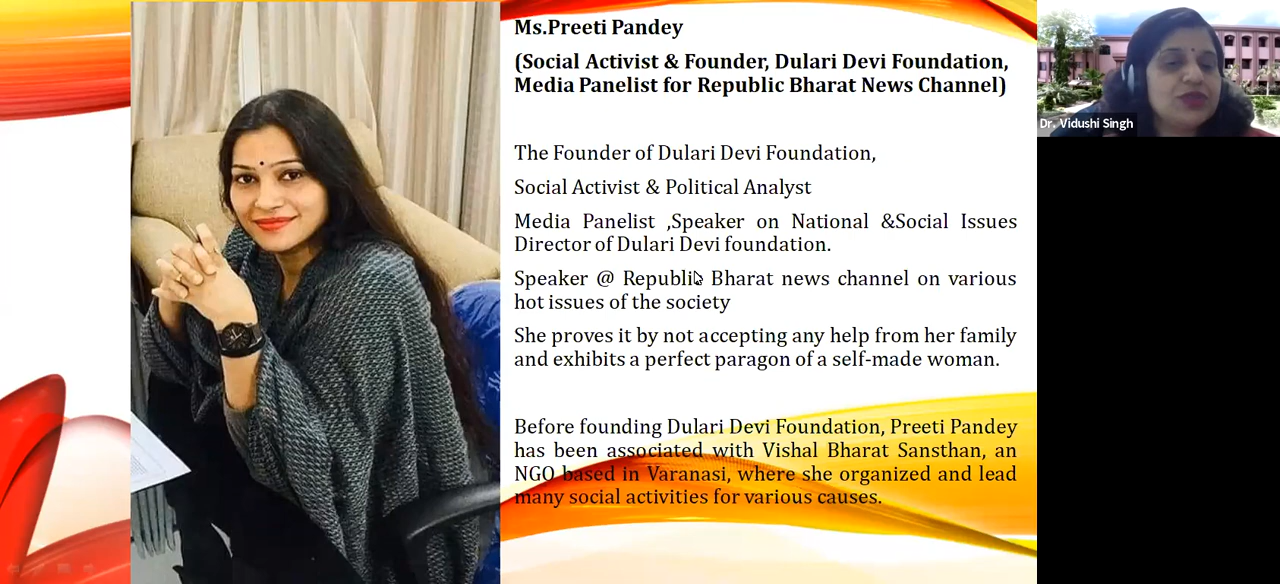 Ms.Preeti Pandey
(Social Activist & Founder, Dulari Devi Foundation,
Media Panelist for Republic Bharat News Channel)
The Founder of Dulari Devi Foundation,
Social Activist & Political Analyst
Media Panelist ,Speaker on National &Social Issues
Director of Dulari Devi foundation.
Speaker @ Republic Bharat news channel on various
hot issues of the society
She proves it by not accepting any help from her family
and exhibits a perfect paragon of a self-made woman.
Before founding Dulari Devi Foundation, Preeti Pandey
has been associated with Vishal Bharat Sansthan, an
NGO based in Varanasi, where she organized and lead
many social activities for various causes.
Dr. Vidushi Singh